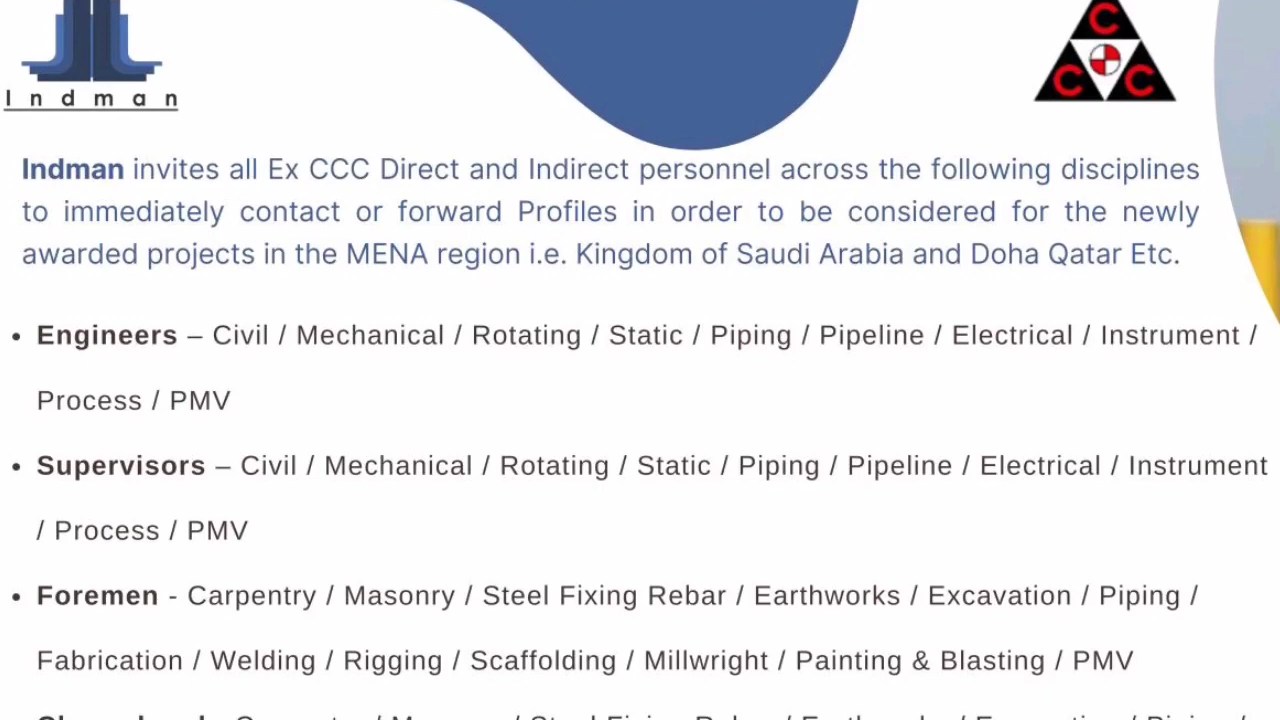 Indman
C
C C
Indman invites all Ex CCC Direct and Indirect personnel across the following disciplines
to immediately contact or forward Profiles in order to be considered for the newly
awarded projects in the MENA region i.e. Kingdom of Saudi Arabia and Doha Qatar Etc.
• Engineers – Civil / Mechanical / Rotating / Static / Piping / Pipeline / Electrical / Instrument /
Process / PMV
• Supervisors – Civil / Mechanical / Rotating / Static / Piping / Pipeline / Electrical / Instrument
/ Process / PMV
• Foremen - Carpentry / Masonry / Steel Fixing Rebar / Earthworks / Excavation / Piping /
Fabrication / Welding / Rigging / Scaffolding / Millwright / Painting & Blasting / PMV